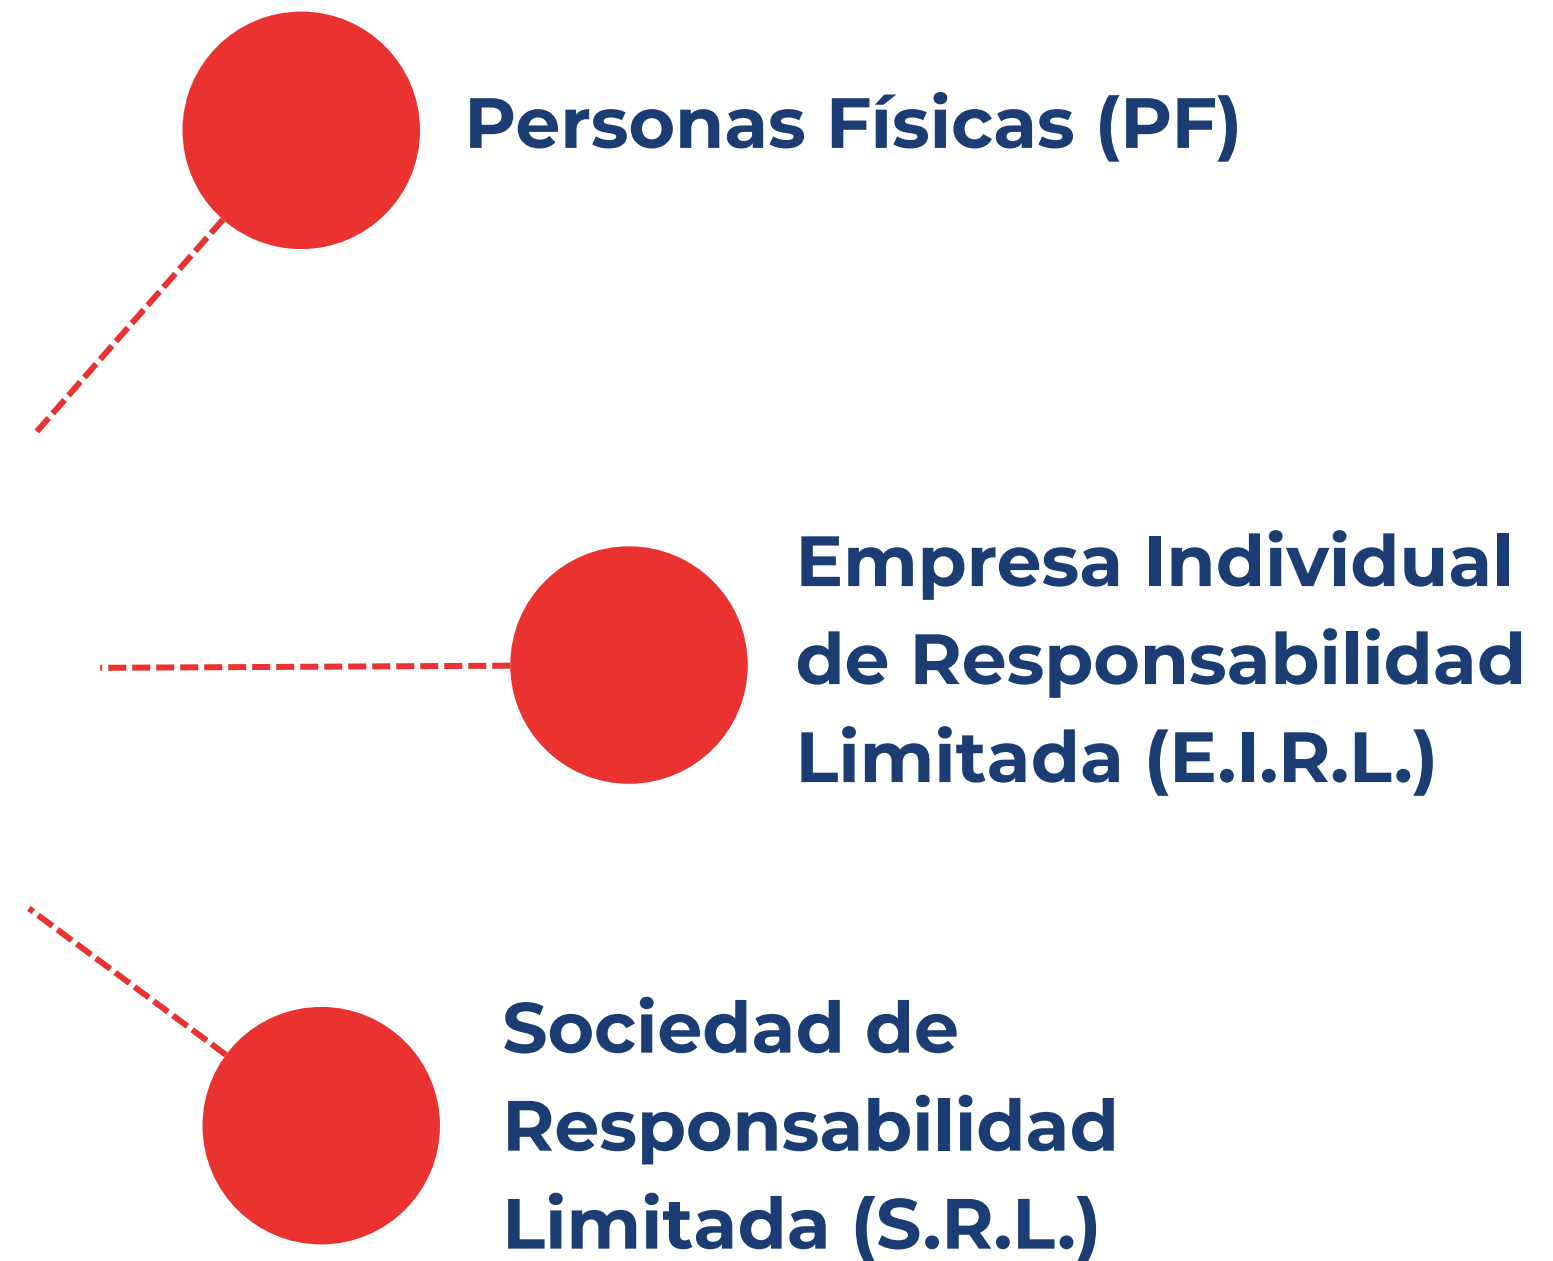 Personas Físicas (PF)
Empresa Individual
de Responsabilidad
Limitada (E.I.R.L.)
Sociedad de
Responsabilidad
Limitada (S.R.L.)